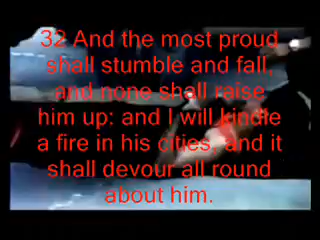 32 And the most proud
shall stumble and fall,
and none shall raise
him up: and I will kindle
a fire in his cities, and it
shall devour all round
about him.